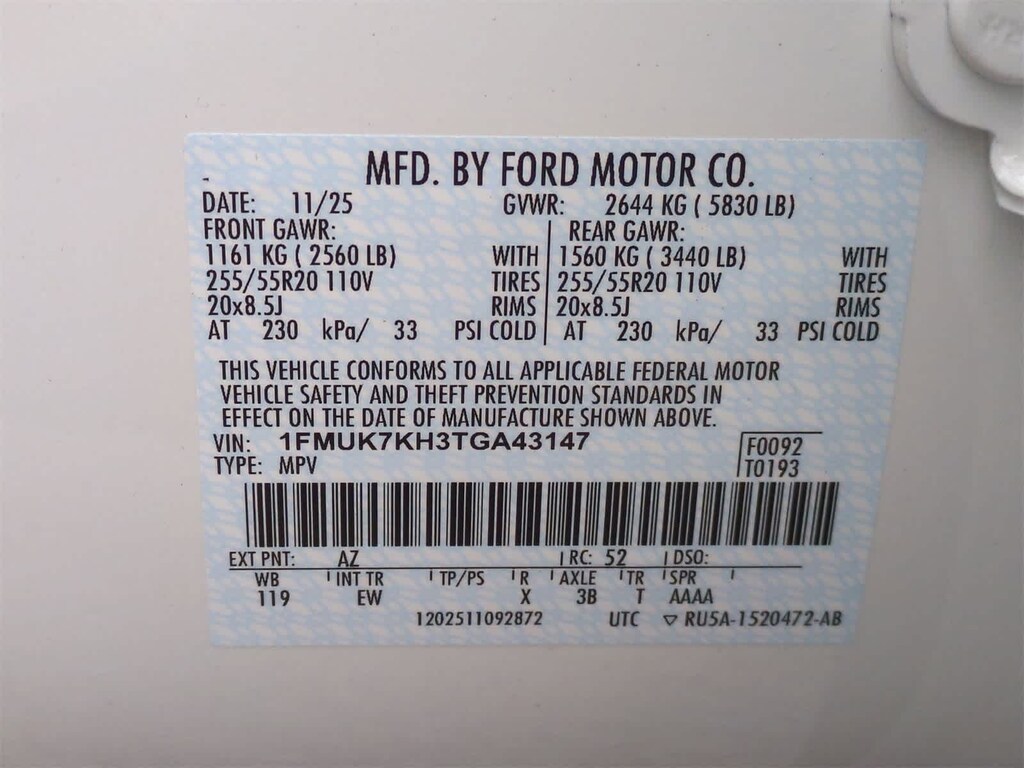 MFD. BY FORD MOTOR CO.
DATE: 11/25 GVWR: 2644 KG ( 5830 LB)
FRONT GAWR: REAR GAWR:
1161 KG ( 2560 LB) WITH 1560 KG ( 3440 LB) WITH
255/55R20 110V TIRES 255/55R20 110V TIRES
20x8.5J RIMS 20x8.5J RIMS
AT 230 kPa/ 33 PSI COLD AT 230 kPa/ 33 PSI COLD
THIS VEHICLE CONFORMS TO ALL APPLICABLE FEDERAL MOTOR
VEHICLE SAFETY AND THEFT PREVENTION STANDARDS IN
EFFECT ON THE DATE OF MANUFACTURE SHOWN ABOVE.
VIN: 1FMUK7KH3TGA43147 F0092
TYPE: MPV T0193
EXT PNT: AZ RC: 52 DSO:
WB INT TR TP/PS R AXLE TR SPR
119 EW X 3B T AAAA
1202511092872 UTC ▽ RU5A-1520472-AB